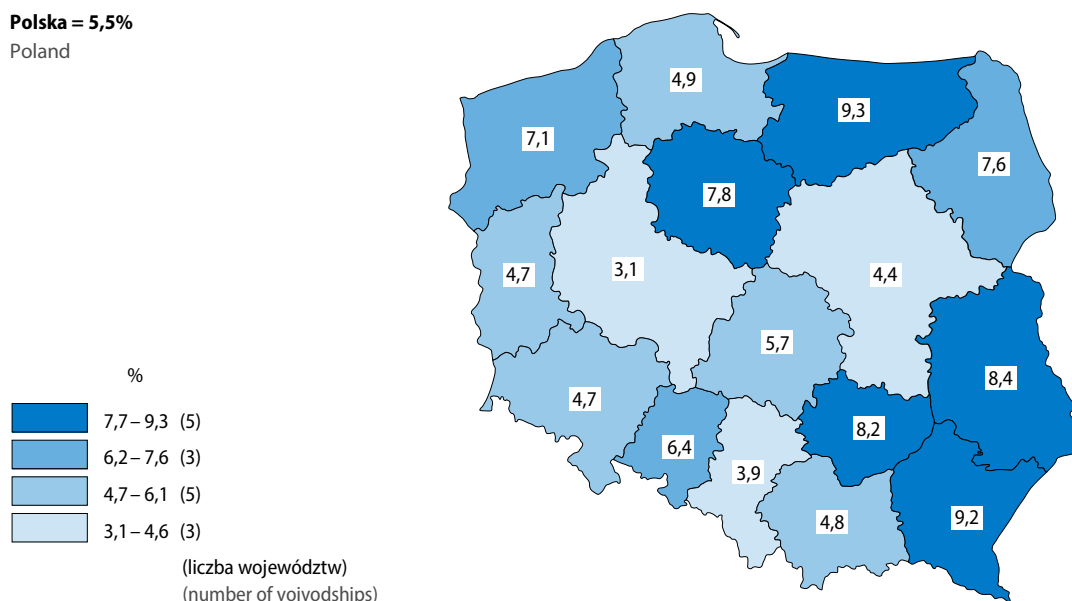 Polska = 5,5%
Poland
4,9
9,3
7,1
7,6
7,8
3,1
4,7
4,4
5,7
%
8,4
4,7
7,7 – 9,3 (5)
8,2
6,4
6,2 – 7,6 (3)
3,9
4,7 – 6,1 (5)
9,2
4,8
3,1 – 4,6 (3)
(liczba województw)
(number of voivodships)